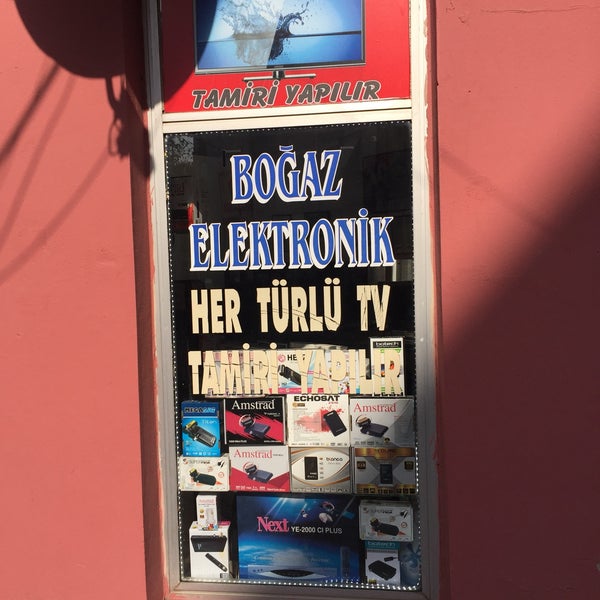 TAMİRİ YAPILIR
BOĞAZ
ELEKTRONİK
HER TÜRLÜ TV
TAMİRİ YAPILIR
botech
Amstrad
ECHOSAT
Amstrad
Amstrad
Next YE-2000 CI PLUS